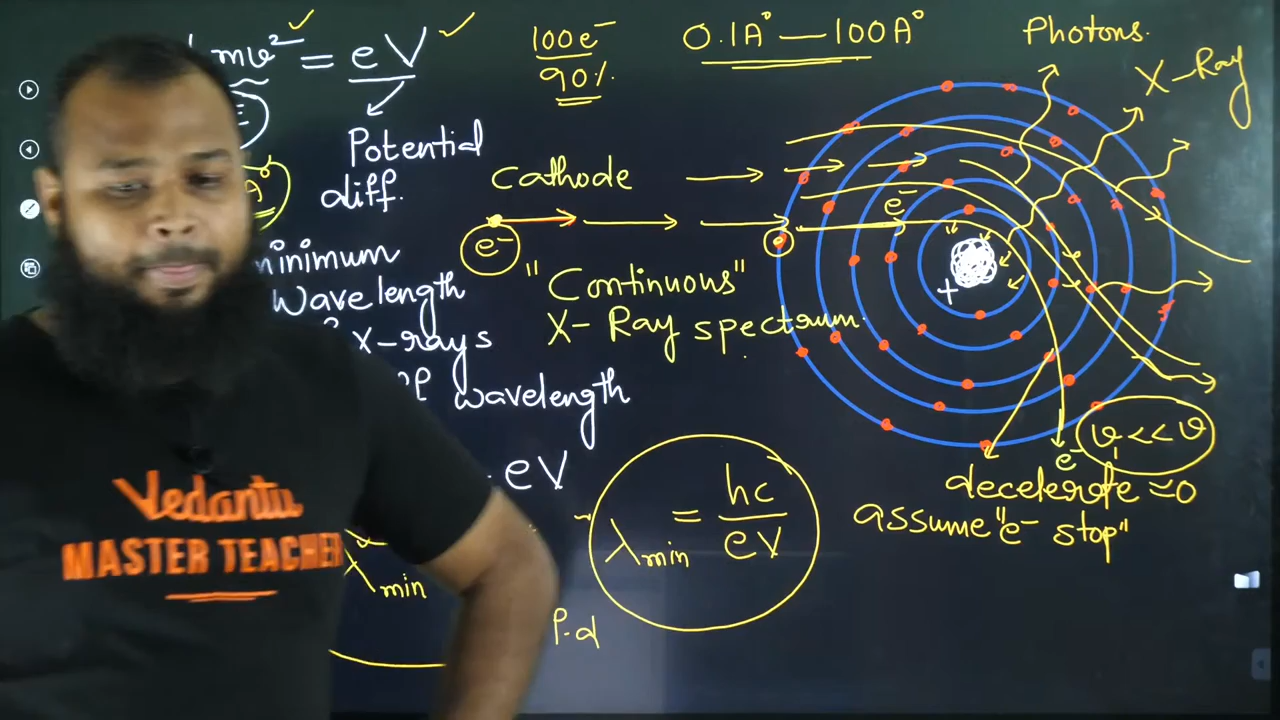 mv² = eV
100e⁻
90%
0.1A° — 100A°
Photons.
X-Ray
Potential
diff.
A°
cathode
e⁻
e⁻
e
+
minimum
wavelength
X-rays
wavelength
"Continuous"
X-Ray spectrum.
eV
λmin = hc/eV
λmin
P.d
v₁ << v
e⁻
decelerate ≈0
assume "e⁻ stop"
Vedantu
MASTER TEACHER